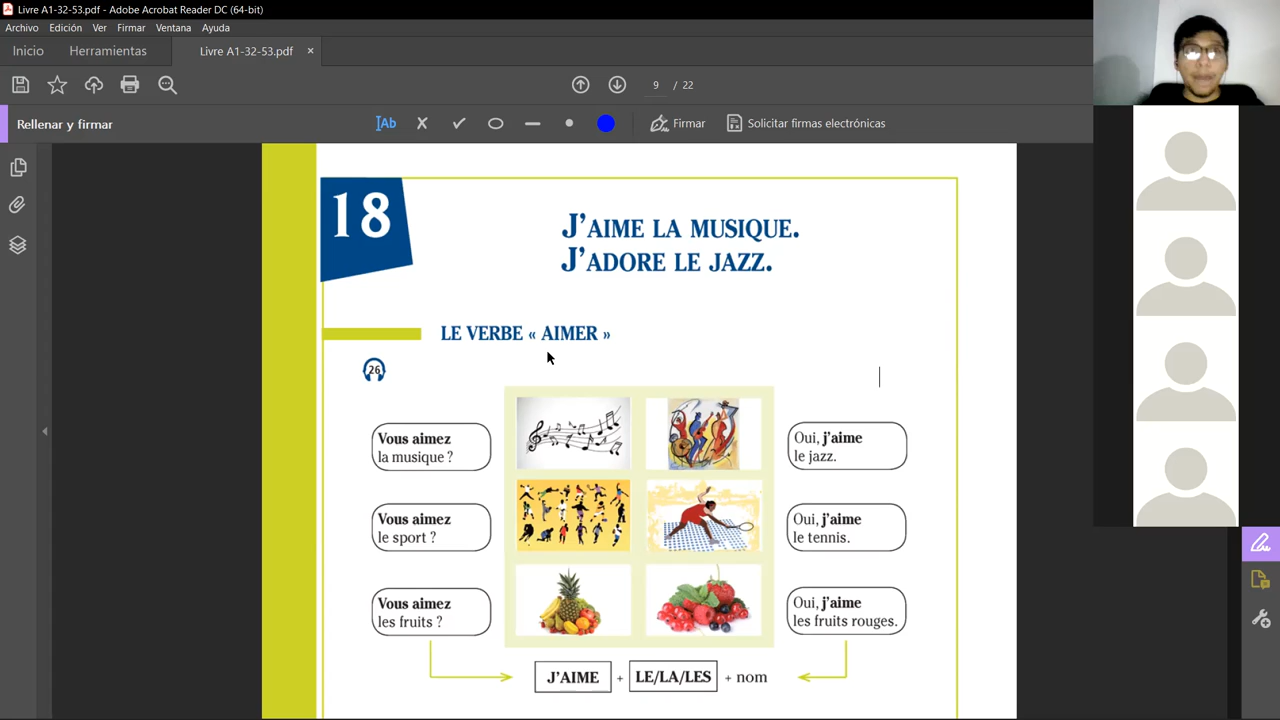 Livre A1-32-53.pdf - Adobe Acrobat Reader DC (64-bit)
Archivo Edición Ver Firmar Ventana Ayuda
Inicio Herramientas Livre A1-32-53.pdf ×
9 / 22
Rellenar y firmar
Ab
Firmar
Solicitar firmas electrónicas
18
J'AIME LA MUSIQUE.
J'ADORE LE JAZZ.
LE VERBE « AIMER »
26
Vous aimez
la musique ?
Oui, j'aime
le jazz.
Vous aimez
le sport ?
Oui, j'aime
le tennis.
Vous aimez
les fruits ?
Oui, j'aime
les fruits rouges.
J'AIME + LE/LA/LES + nom